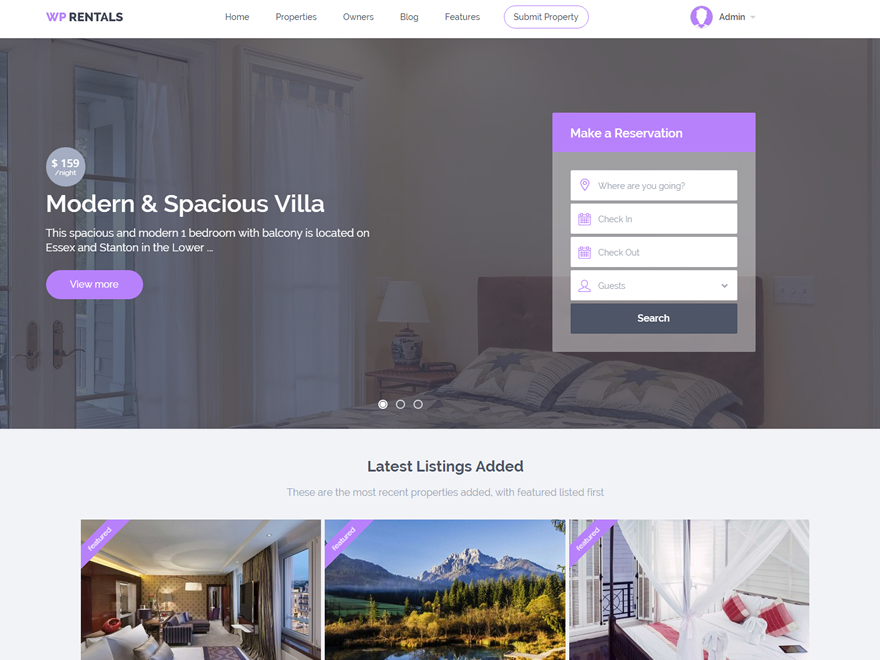 WP RENTALS
Home
Properties
Owners
Blog
Features
Submit Property
Admin
$ 159
/night
Modern & Spacious Villa
This spacious and modern 1 bedroom with balcony is located on
Essex and Stanton in the Lower ...
View more
Make a Reservation
Where are you going?
Check In
Check Out
Guests
Search
Latest Listings Added
These are the most recent properties added, with featured listed first
featured
featured
featured